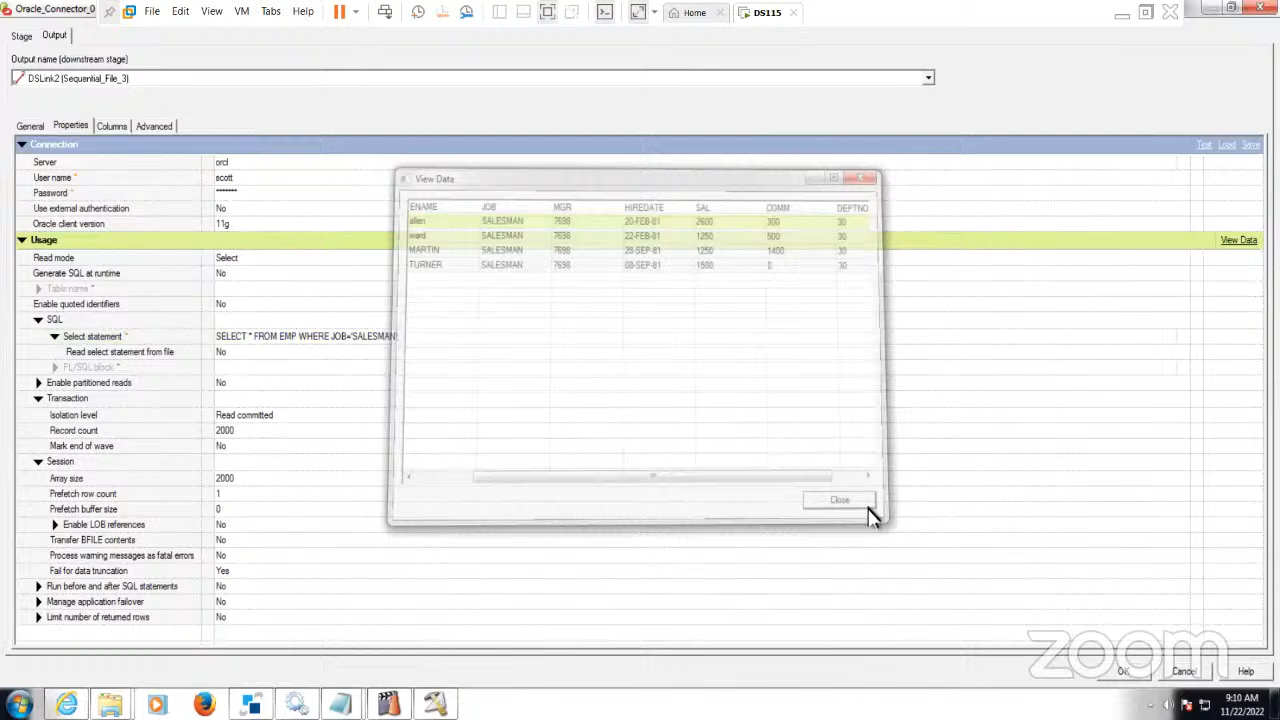 Oracle_Connector_0 File Edit View VM Tabs Help Home DS115
Stage Output
Output name (downstream stage)
DSLink2 (Sequential_File_3)
General Properties Columns Advanced
Connection Test Load Save
Server orcl
User name * scott
Password * *******
Use external authentication No
Oracle client version 11g
Usage View Data
Read mode Select
Generate SQL at runtime No
Table name *
Enable quoted identifiers No
SQL
Select statement * SELECT * FROM EMP WHERE JOB='SALESMAN
Read select statement from file No
PL/SQL block *
Enable partitioned reads No
Transaction
Isolation level Read committed
Record count 2000
Mark end of wave No
Session
Array size 2000
Prefetch row count 1
Prefetch buffer size 0
Enable LOB references No
Transfer BFILE contents No
Process warning messages as fatal errors No
Fail for data truncation Yes
Run before and after SQL statements No
Manage application failover No
Limit number of returned rows No
View Data
ENAME JOB MGR HIREDATE SAL COMM DEPTNO
allen SALESMAN 7698 20-FEB-81 2600 300 30
ward SALESMAN 7698 22-FEB-81 1250 500 30
MARTIN SALESMAN 7698 28-SEP-81 1250 1400 30
TURNER SALESMAN 7698 08-SEP-81 1500 0 30
Close
zoom
OK Cancel Help
9:10 AM
11/22/2022